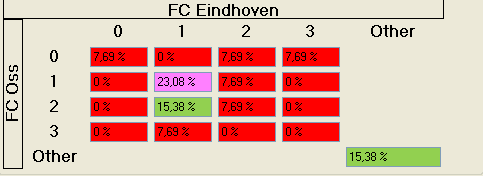 FC Eindhoven
0 1 2 3 Other
FC Oss
0 7,69 % 0 % 7,69 % 7,69 %
1 0 % 23,08 % 7,69 % 0 %
2 0 % 15,38 % 7,69 % 0 %
3 0 % 7,69 % 0 % 0 %
Other 15,38 %